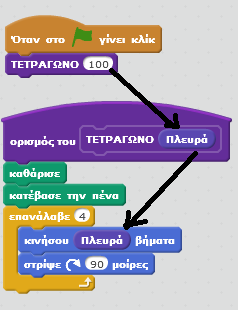 Όταν στο γίνει κλίκ
ΤΕΤΡΑΓΩΝΟ 100
ορισμός του ΤΕΤΡΑΓΩΝΟ Πλευρά
καθάρισε
κατέβασε την πένα
επανάλαβε 4
κινήσου Πλευρά βήματα
στρίψε 90 μοίρες